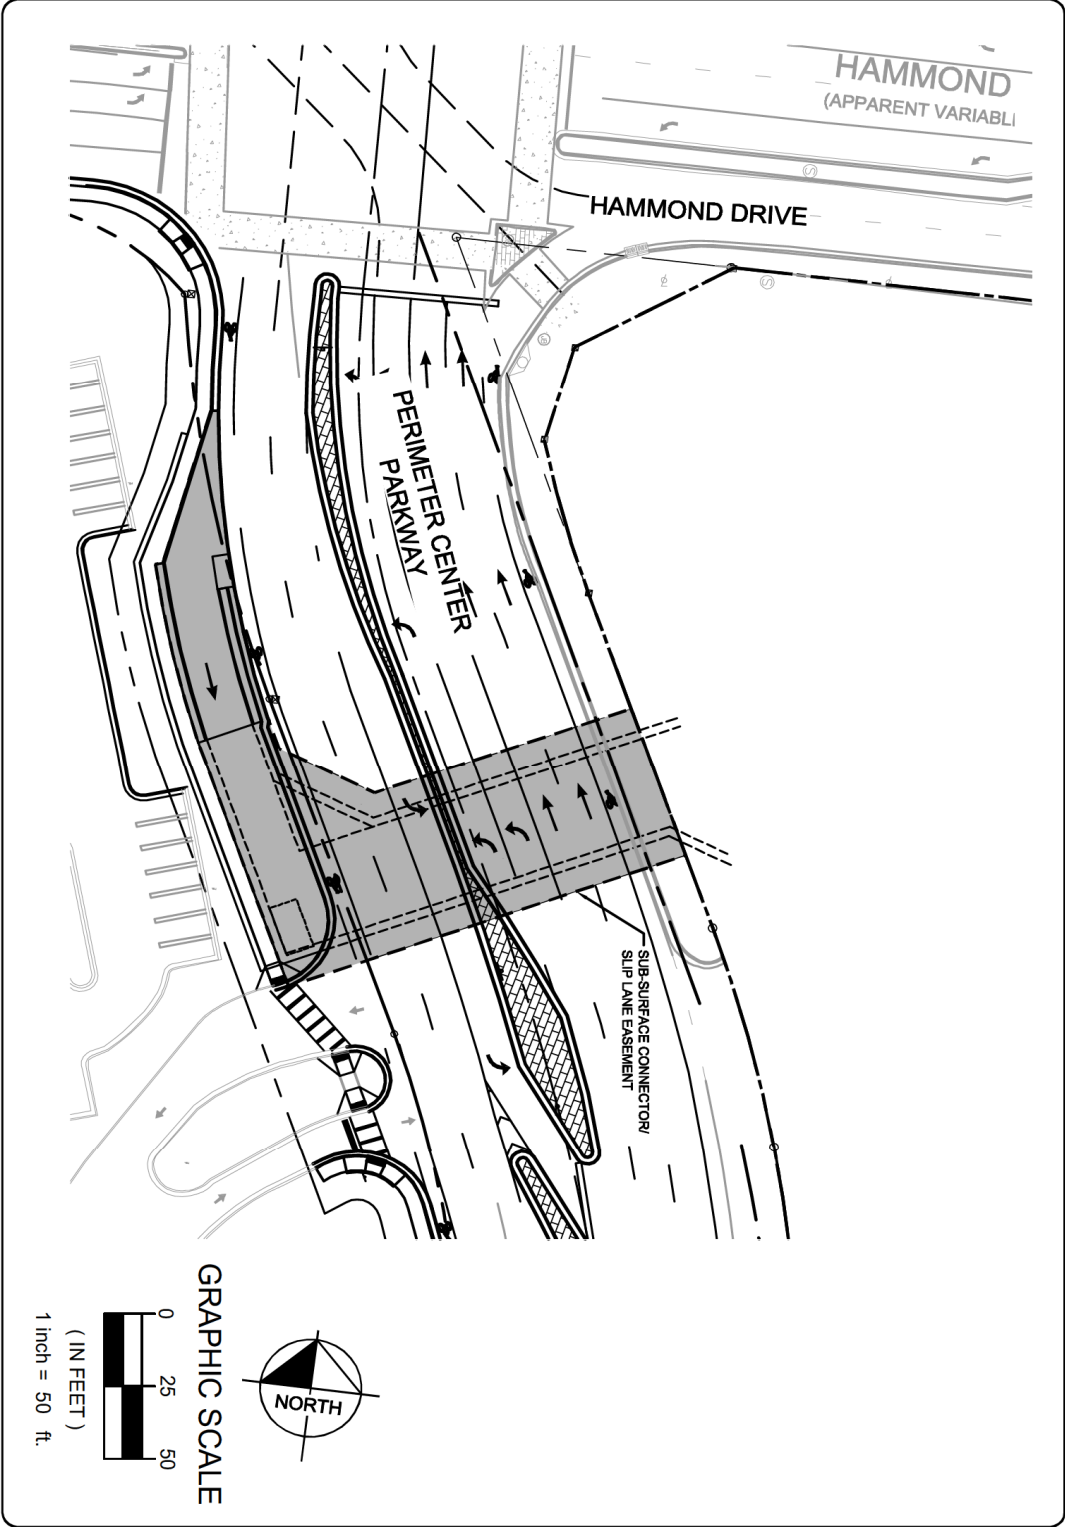 HAMMOND
(APPARENT VARIABL
HAMMOND DRIVE
PERIMETER CENTER
PARKWAY
SUB-SURFACE CONNECTOR/
SLIP LANE EASEMENT
NORTH
GRAPHIC SCALE
0 25 50
( IN FEET )
1 inch = 50 ft.